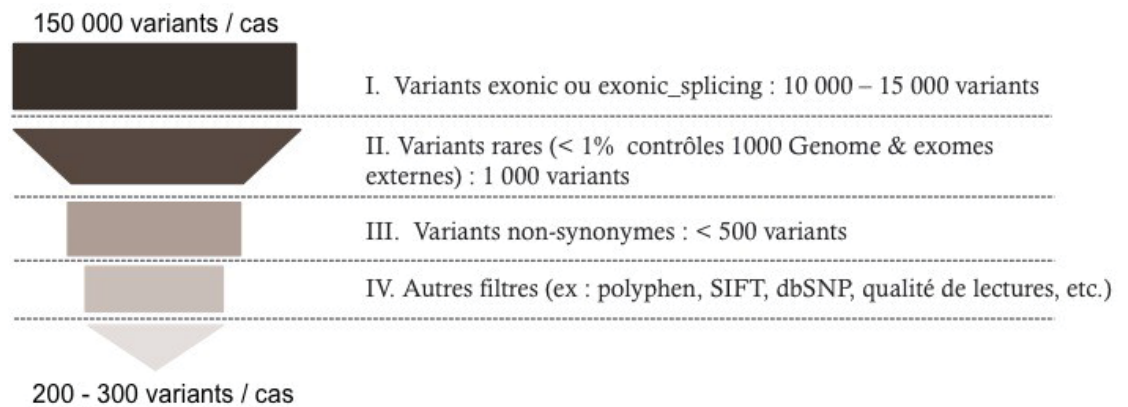 150 000 variants / cas
I. Variants exonic ou exonic_splicing : 10 000 – 15 000 variants
II. Variants rares (< 1% contrôles 1000 Genome & exomes
externes) : 1 000 variants
III. Variants non-synonymes : < 500 variants
IV. Autres filtres (ex : polyphen, SIFT, dbSNP, qualité de lectures, etc.)
200 - 300 variants / cas